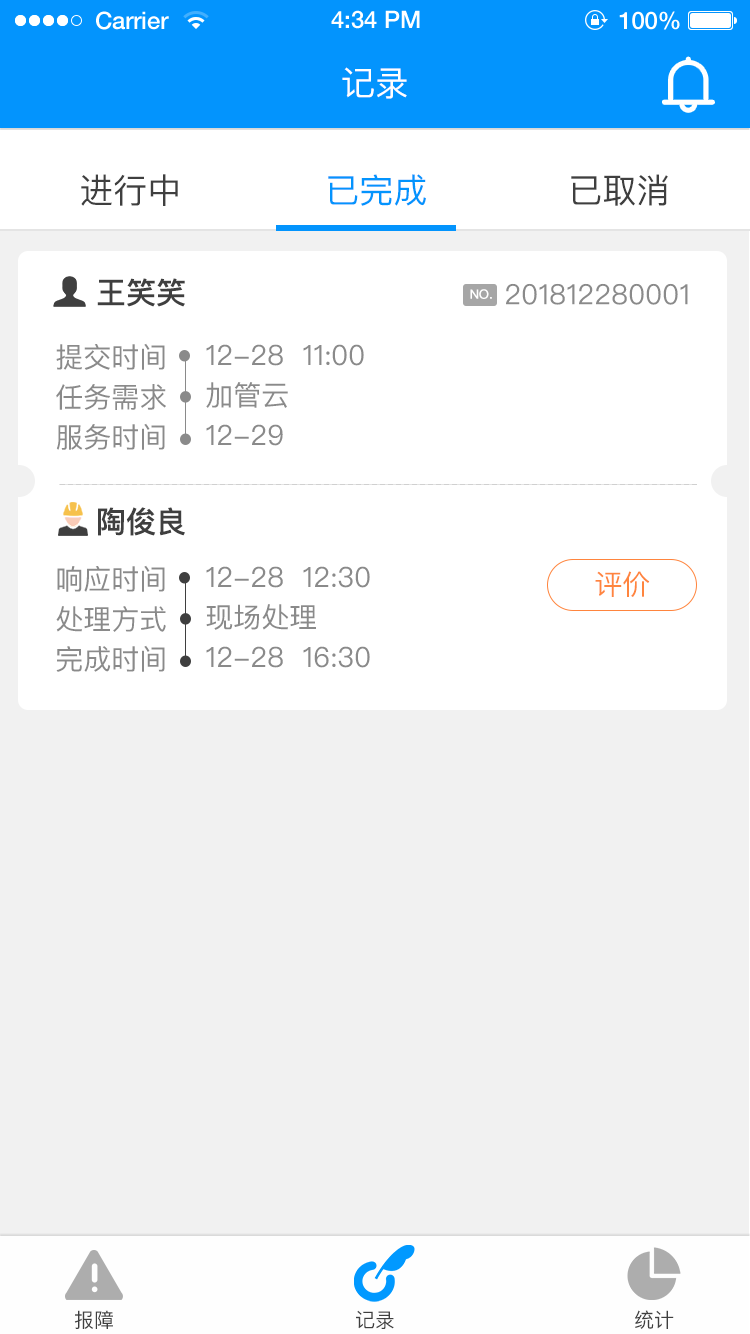 Carrier 4:34 PM 100%
记录
进行中 已完成 已取消
王笑笑 NO. 201812280001
提交时间 12–28 11:00
任务需求 加管云
服务时间 12–29
陶俊良
响应时间 12–28 12:30
评价
处理方式 现场处理
完成时间 12–28 16:30
报障 记录 统计